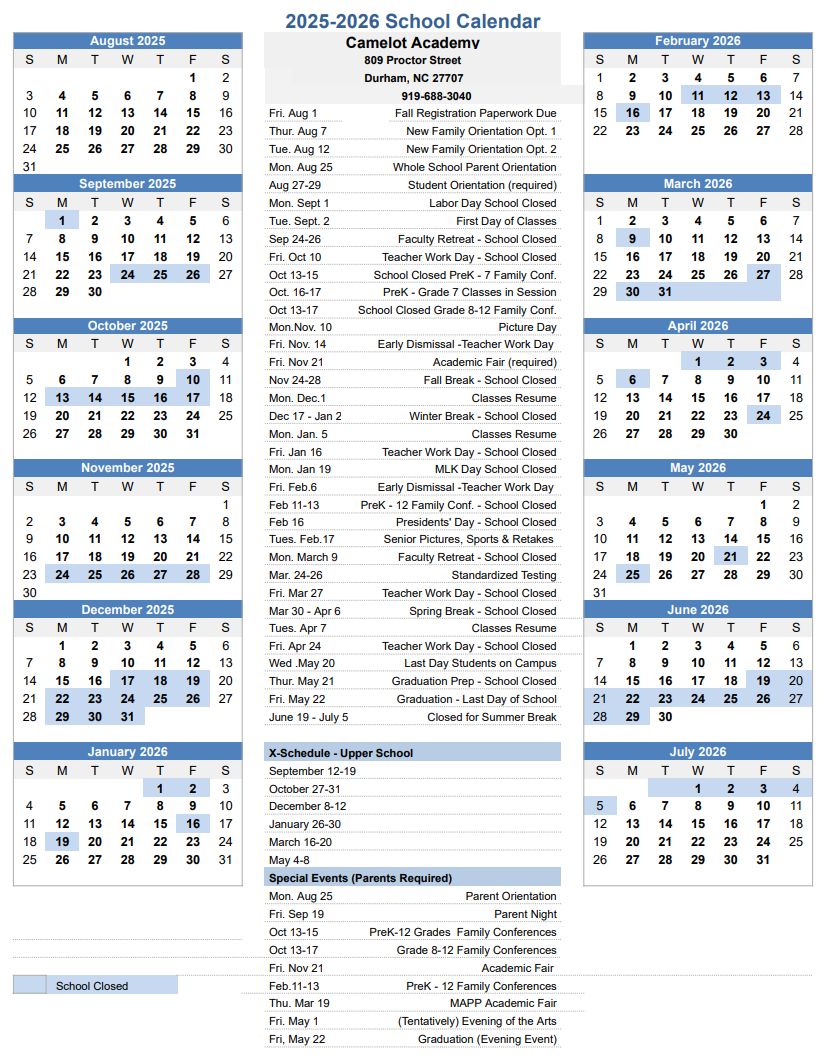 2025-2026 School Calendar
August 2025
S M T W T F S
1 2
3 4 5 6 7 8 9
10 11 12 13 14 15 16
17 18 19 20 21 22 23
24 25 26 27 28 29 30
31
September 2025
S M T W T F S
1 2 3 4 5 6
7 8 9 10 11 12 13
14 15 16 17 18 19 20
21 22 23 24 25 26 27
28 29 30
October 2025
S M T W T F S
1 2 3 4
5 6 7 8 9 10 11
12 13 14 15 16 17 18
19 20 21 22 23 24 25
26 27 28 29 30 31
November 2025
S M T W T F S
1
2 3 4 5 6 7 8
9 10 11 12 13 14 15
16 17 18 19 20 21 22
23 24 25 26 27 28 29
30
December 2025
S M T W T F S
1 2 3 4 5 6
7 8 9 10 11 12 13
14 15 16 17 18 19 20
21 22 23 24 25 26 27
28 29 30 31
January 2026
S M T W T F S
1 2 3
4 5 6 7 8 9 10
11 12 13 14 15 16 17
18 19 20 21 22 23 24
25 26 27 28 29 30 31
School Closed
Camelot Academy
809 Proctor Street
Durham, NC 27707
919-688-3040
Fri. Aug 1 Fall Registration Paperwork Due
Thur. Aug 7 New Family Orientation Opt. 1
Tue. Aug 12 New Family Orientation Opt. 2
Mon. Aug 25 Whole School Parent Orientation
Aug 27-29 Student Orientation (required)
Mon. Sept 1 Labor Day School Closed
Tue. Sept. 2 First Day of Classes
Sep 24-26 Faculty Retreat - School Closed
Fri. Oct 10 Teacher Work Day - School Closed
Oct 13-15 School Closed PreK - 7 Family Conf.
Oct. 16-17 PreK - Grade 7 Classes in Session
Oct 13-17 School Closed Grade 8-12 Family Conf.
Mon.Nov. 10 Picture Day
Fri. Nov. 14 Early Dismissal -Teacher Work Day
Fri. Nov 21 Academic Fair (required)
Nov 24-28 Fall Break - School Closed
Mon. Dec.1 Classes Resume
Dec 17 - Jan 2 Winter Break - School Closed
Mon. Jan. 5 Classes Resume
Fri. Jan 16 Teacher Work Day - School Closed
Mon. Jan 19 MLK Day School Closed
Fri. Feb.6 Early Dismissal -Teacher Work Day
Feb 11-13 PreK - 12 Family Conf. - School Closed
Feb 16 Presidents' Day - School Closed
Tues. Feb.17 Senior Pictures, Sports & Retakes
Mon. March 9 Faculty Retreat - School Closed
Mar. 24-26 Standardized Testing
Fri. Mar 27 Teacher Work Day - School Closed
Mar 30 - Apr 6 Spring Break - School Closed
Tues. Apr 7 Classes Resume
Fri. Apr 24 Teacher Work Day - School Closed
Wed .May 20 Last Day Students on Campus
Thur. May 21 Graduation Prep - School Closed
Fri. May 22 Graduation - Last Day of School
June 19 - July 5 Closed for Summer Break
X-Schedule - Upper School
September 12-19
October 27-31
December 8-12
January 26-30
March 16-20
May 4-8
Special Events (Parents Required)
Mon. Aug 25 Parent Orientation
Fri. Sep 19 Parent Night
Oct 13-15 PreK-12 Grades Family Conferences
Oct 13-17 Grade 8-12 Family Conferences
Fri. Nov 21 Academic Fair
Feb.11-13 PreK - 12 Family Conferences
Thu. Mar 19 MAPP Academic Fair
Fri. May 1 (Tentatively) Evening of the Arts
Fri, May 22 Graduation (Evening Event)
February 2026
S M T W T F S
1 2 3 4 5 6 7
8 9 10 11 12 13 14
15 16 17 18 19 20 21
22 23 24 25 26 27 28
March 2026
S M T W T F S
1 2 3 4 5 6 7
8 9 10 11 12 13 14
15 16 17 18 19 20 21
22 23 24 25 26 27 28
29 30 31
April 2026
S M T W T F S
1 2 3 4
5 6 7 8 9 10 11
12 13 14 15 16 17 18
19 20 21 22 23 24 25
26 27 28 29 30
May 2026
S M T W T F S
1 2
3 4 5 6 7 8 9
10 11 12 13 14 15 16
17 18 19 20 21 22 23
24 25 26 27 28 29 30
31
June 2026
S M T W T F S
1 2 3 4 5 6
7 8 9 10 11 12 13
14 15 16 17 18 19 20
21 22 23 24 25 26 27
28 29 30
July 2026
S M T W T F S
1 2 3 4
5 6 7 8 9 10 11
12 13 14 15 16 17 18
19 20 21 22 23 24 25
26 27 28 29 30 31